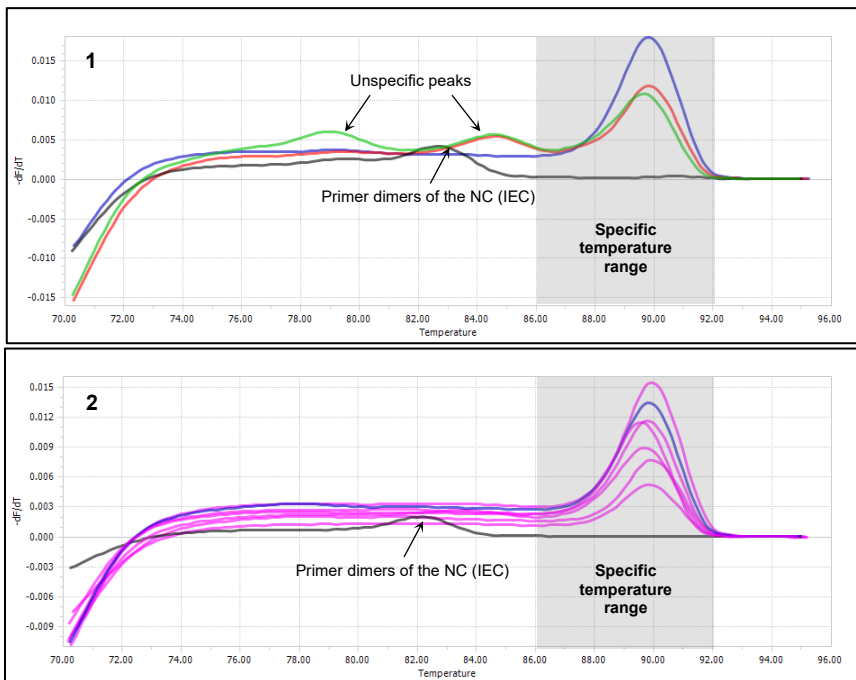 1
Unspecific peaks
Primer dimers of the NC (IEC)
Specific
temperature
range
-dF/dT
0.015
0.010
0.005
0.000
-0.005
-0.010
-0.015
70.00 72.00 74.00 76.00 78.00 80.00 82.00 84.00 86.00 88.00 90.00 92.00 94.00 96.00
Temperature
2
Primer dimers of the NC (IEC)
Specific
temperature
range
-dF/dT
0.015
0.012
0.009
0.006
0.003
0.000
-0.003
-0.006
-0.009
70.00 72.00 74.00 76.00 78.00 80.00 82.00 84.00 86.00 88.00 90.00 92.00 94.00 96.00
Temperature